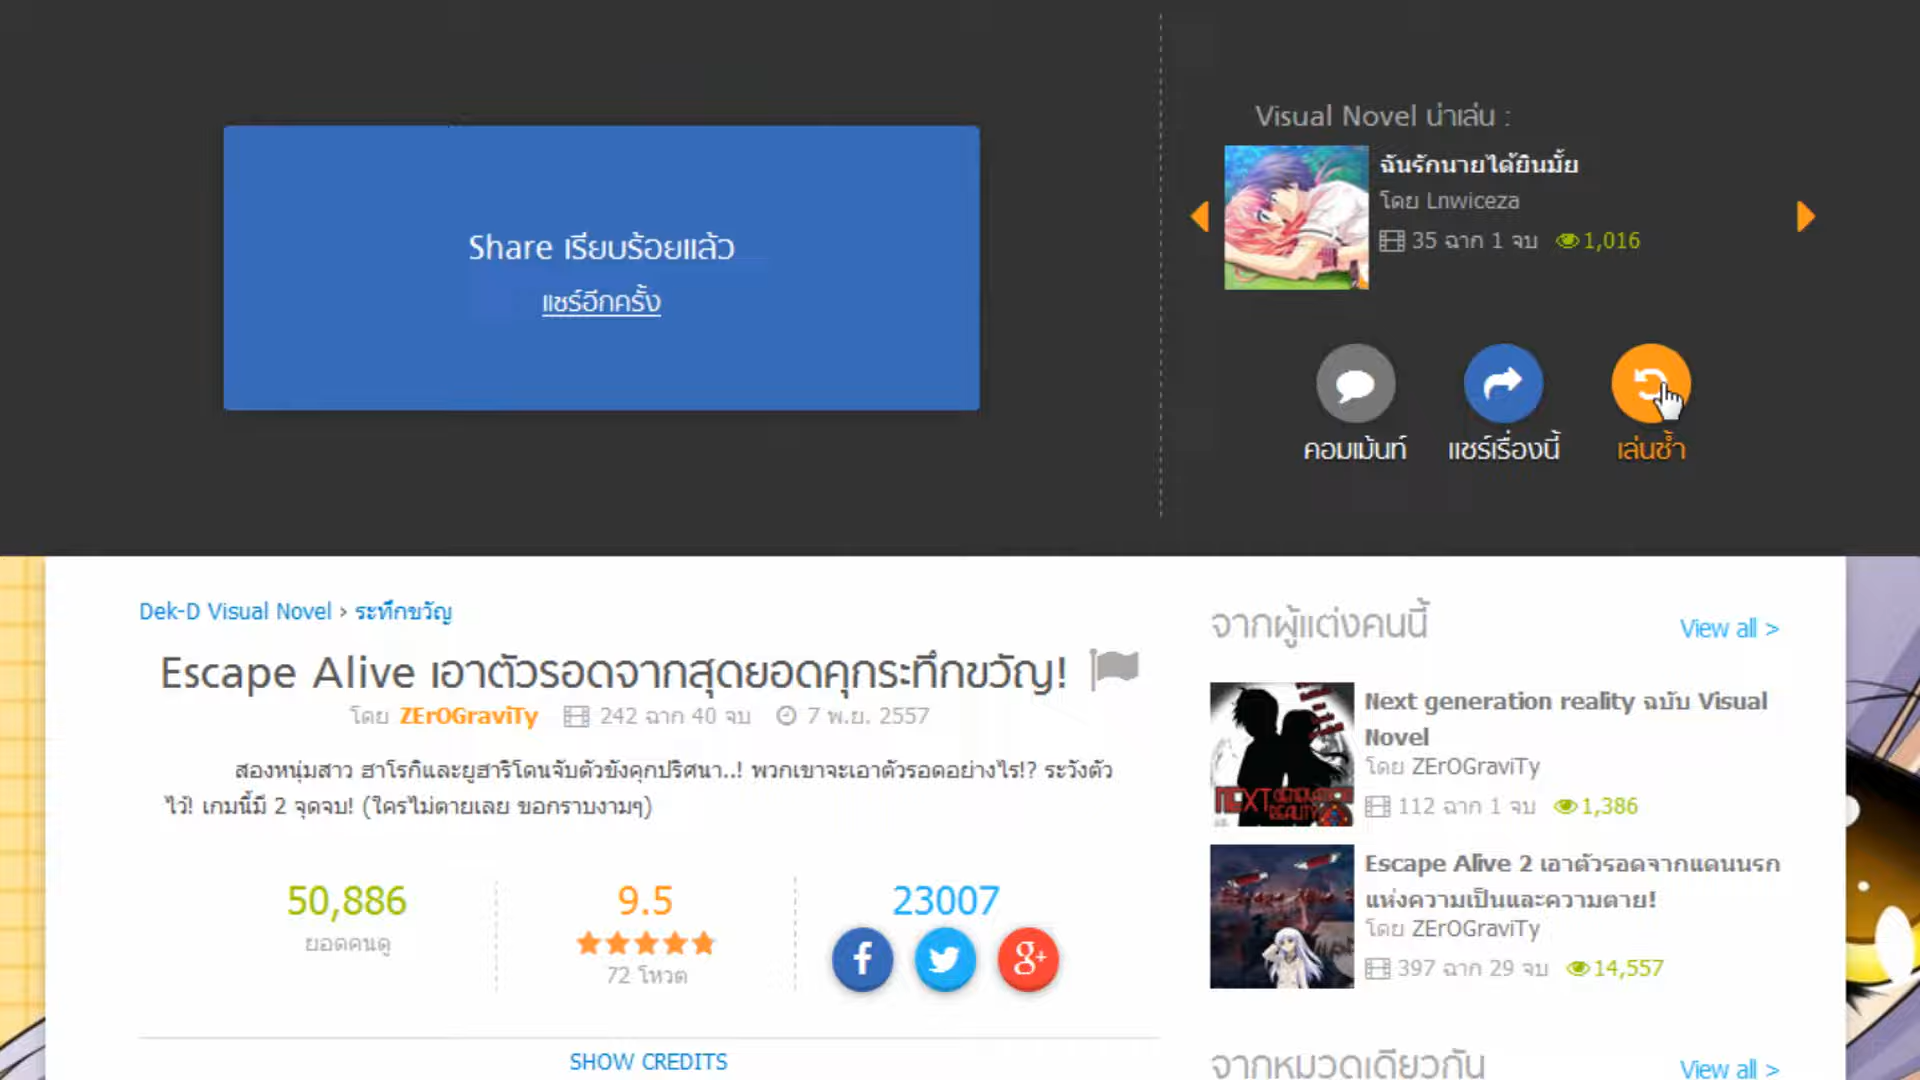 Share เรียบร้อยแล้ว
แชร์อีกครั้ง
Visual Novel น่าเล่น :
ฉันรักนายได้ยินมั้ย
โดย Lnwiceza
35 ฉาก 1 จบ 1,016
คอมเม้นท์ แชร์เรื่องนี้ เล่นซ้ำ
Dek-D Visual Novel › ระทึกขวัญ
Escape Alive เอาตัวรอดจากสุดยอดคุกระทึกขวัญ!
โดย ZErOGraviTy 242 ฉาก 40 จบ 7 พ.ย. 2557
สองหนุ่มสาว ฮาโรกิและยูฮาริโดนจับตัวขังคุกปริศนา..! พวกเขาจะเอาตัวรอดอย่างไร!? ระวังตัว
ไว้! เกมนี้มี 2 จุดจบ! (ใครไม่ตายเลย ขอกราบงามๆ)
50,886
ยอดคนดู
9.5
72 โหวต
23007
f
g+
SHOW CREDITS
จากผู้แต่งคนนี้
View all >
NEXT GENERATION
REALITY
Next generation reality ฉบับ Visual
Novel
โดย ZErOGraviTy
112 ฉาก 1 จบ 1,386
Escape Alive 2 เอาตัวรอดจากแดนนรก
แห่งความเป็นและความตาย!
โดย ZErOGraviTy
397 ฉาก 29 จบ 14,557
จากหมวดเดียวกัน
View all >